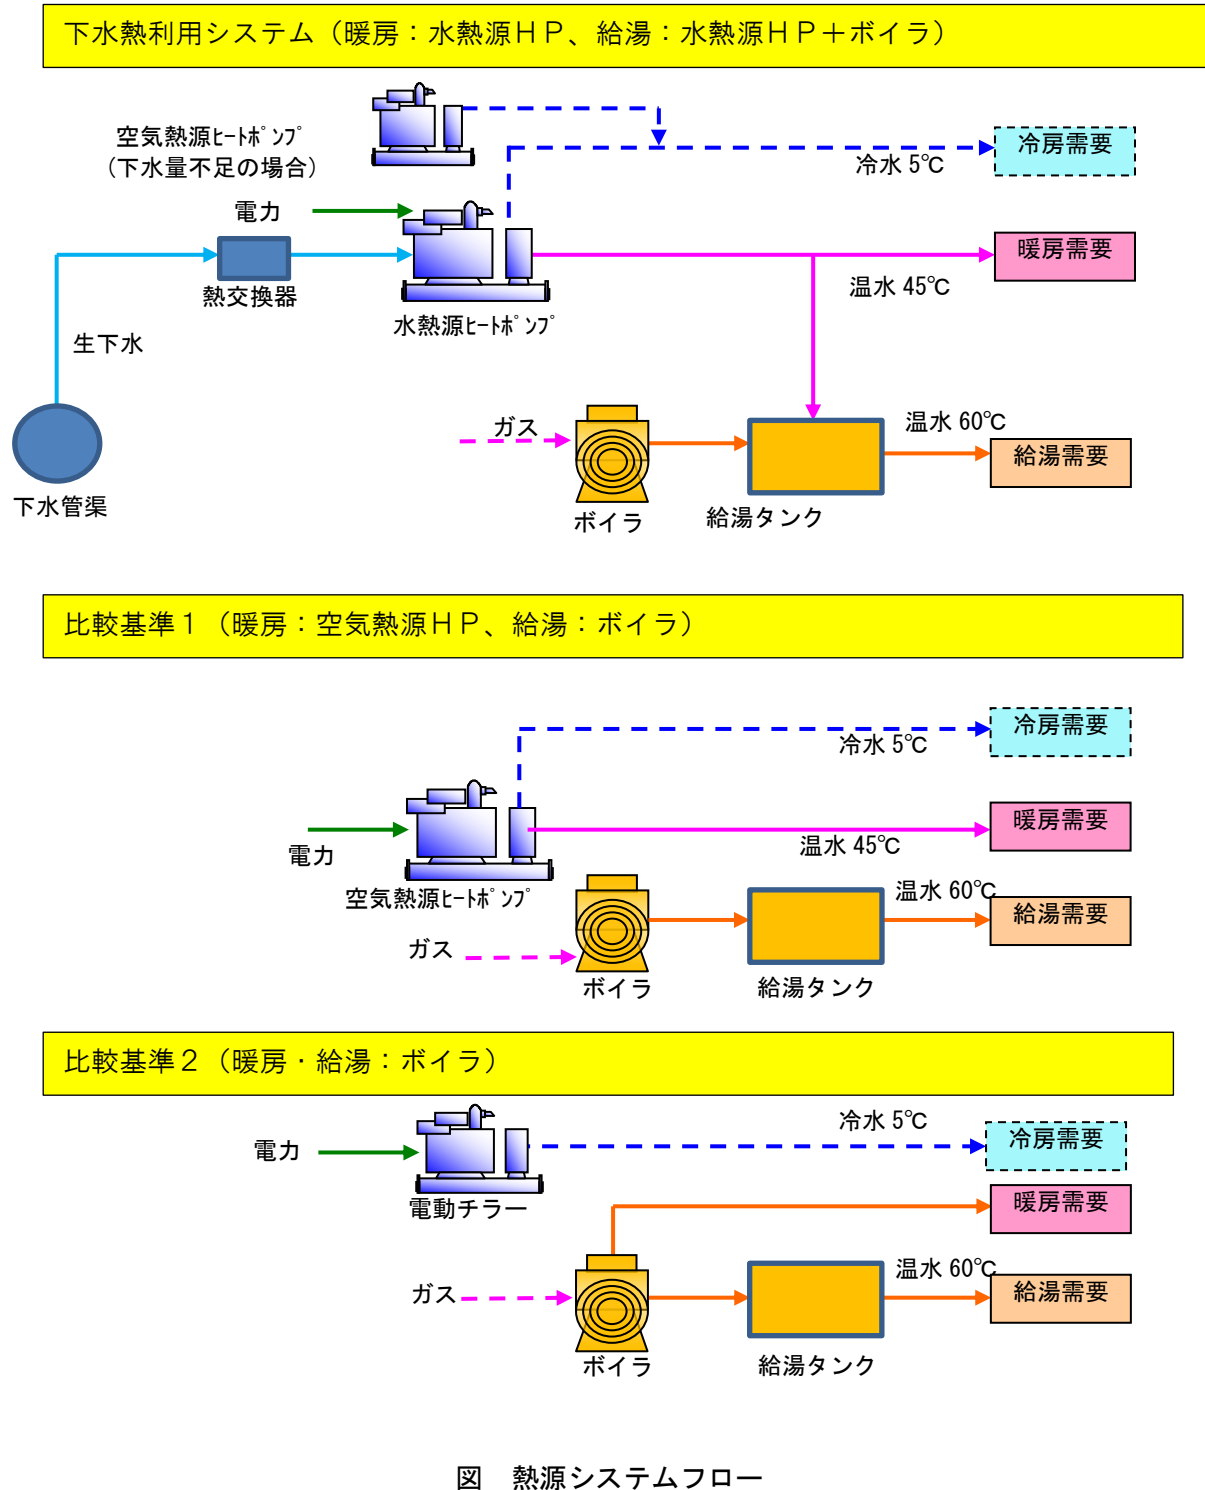 下水熱利用システム（暖房：水熱源ＨＰ、給湯：水熱源ＨＰ＋ボイラ）
空気熱源ﾋｰﾄﾎﾟﾝﾌﾟ
（下水量不足の場合）
冷水 5℃
冷房需要
電力
暖房需要
熱交換器
温水 45℃
水熱源ﾋｰﾄﾎﾟﾝﾌﾟ
生下水
ガス
温水 60℃
給湯需要
下水管渠
ボイラ
給湯タンク
比較基準１（暖房：空気熱源ＨＰ、給湯：ボイラ）
冷房需要
冷水 5℃
暖房需要
電力
温水 45℃
空気熱源ﾋｰﾄﾎﾟﾝﾌﾟ
温水 60℃
給湯需要
ガス
ボイラ
給湯タンク
比較基準２（暖房・給湯：ボイラ）
冷水 5℃
冷房需要
電力
電動チラー
暖房需要
温水 60℃
ガス
給湯需要
ボイラ
給湯タンク
図　熱源システムフロー